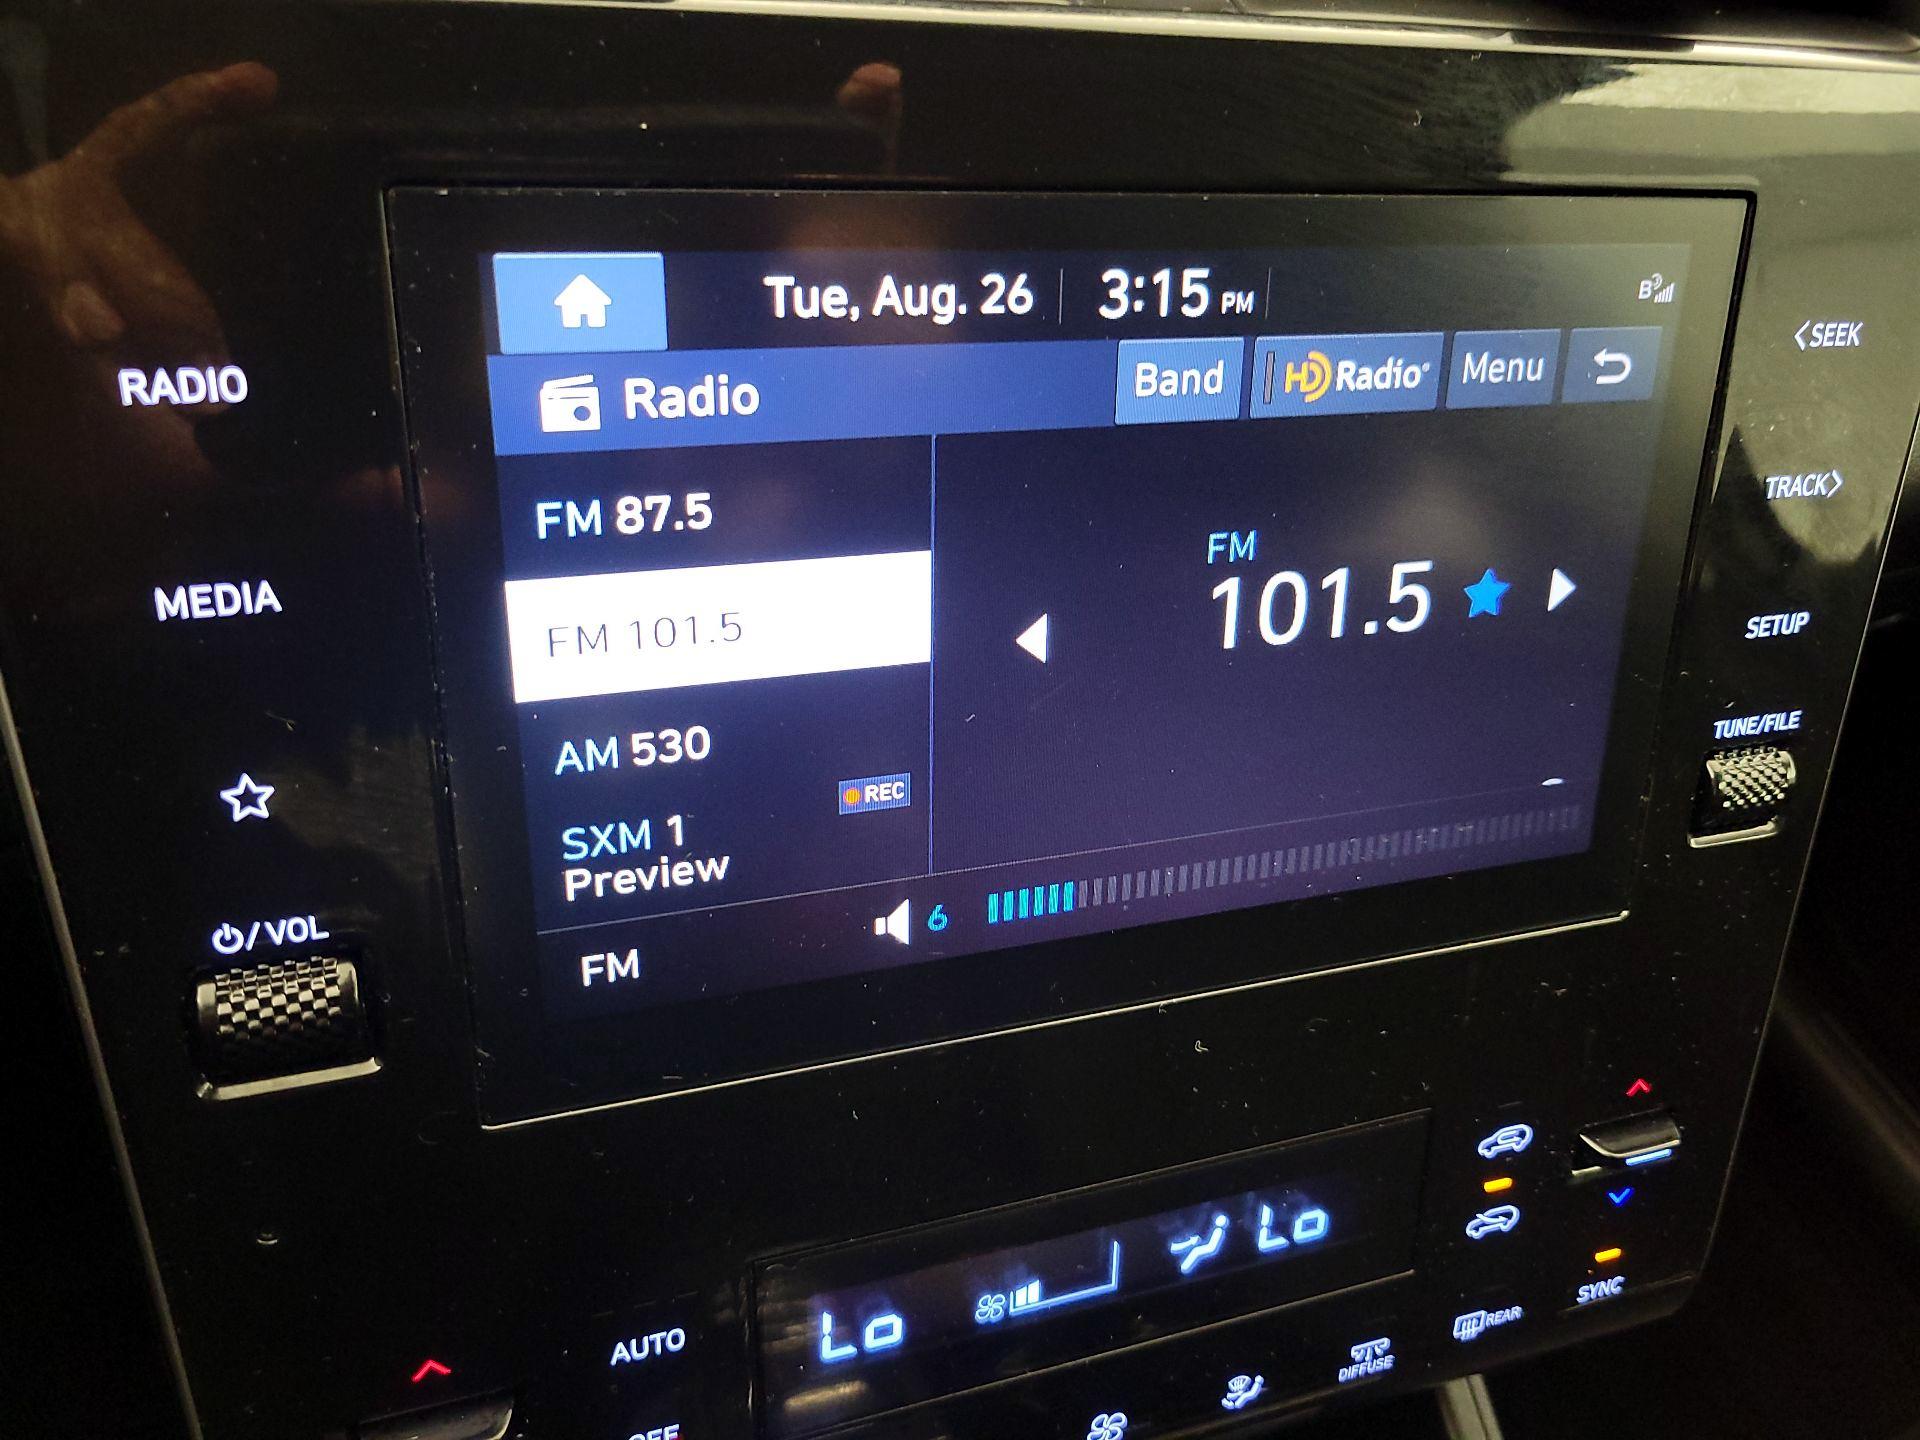 Tue, Aug. 26
3:15 PM
B
<SEEK
RADIO
Radio
Band
HD Radio
Menu
TRACK>
FM 87.5
FM
101.5
MEDIA
FM 101.5
SETUP
AM 530
TUNE/FILE
REC
SXM 1
Preview
/ VOL
6
FM
Lo
Lo
SYNC
AUTO
REAR
DIFFUSE
OFF